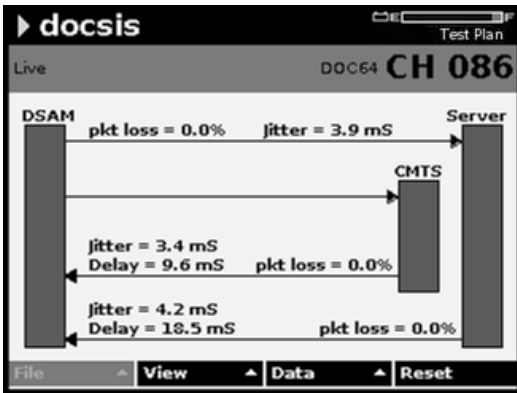 docsis
E F
Test Plan
Live
DOC64 CH 086
DSAM
Server
pkt loss = 0.0% Jitter = 3.9 mS
CMTS
Jitter = 3.4 mS
Delay = 9.6 mS pkt loss = 0.0%
Jitter = 4.2 mS
Delay = 18.5 mS pkt loss = 0.0%
File View Data Reset